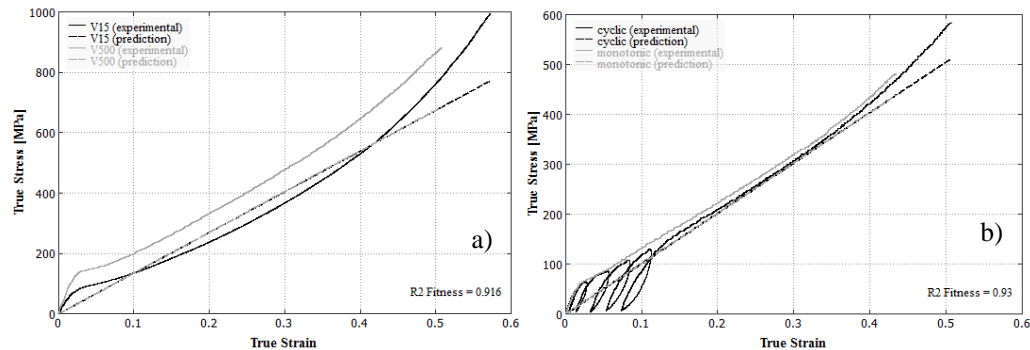 1000
800
600
400
200
0
True Stress [MPa]
V15 (experimental)
V15 (prediction)
V500 (experimental)
V500 (prediction)
a)
R2 Fitness = 0.916
0 0.1 0.2 0.3 0.4 0.5 0.6
True Strain
600
500
400
300
200
100
0
True Stress [MPa]
cyclic (experimental)
cyclic (prediction)
monotonic (experimental)
monotonic (prediction)
b)
R2 Fitness = 0.93
0 0.1 0.2 0.3 0.4 0.5 0.6
True Strain